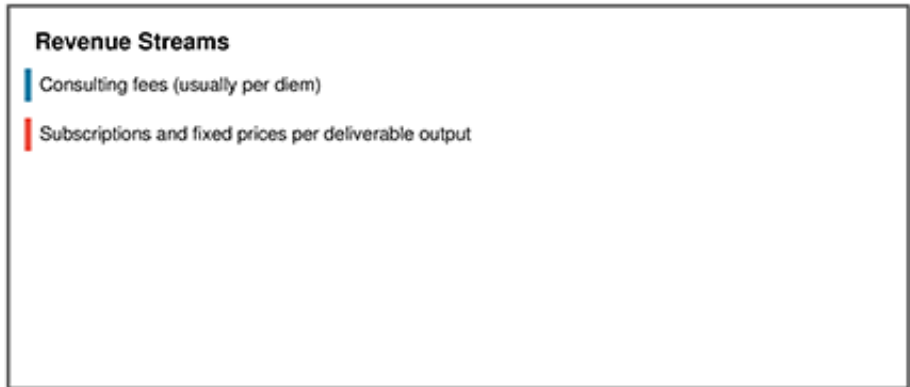 Revenue Streams
Consulting fees (usually per diem)
Subscriptions and fixed prices per deliverable output